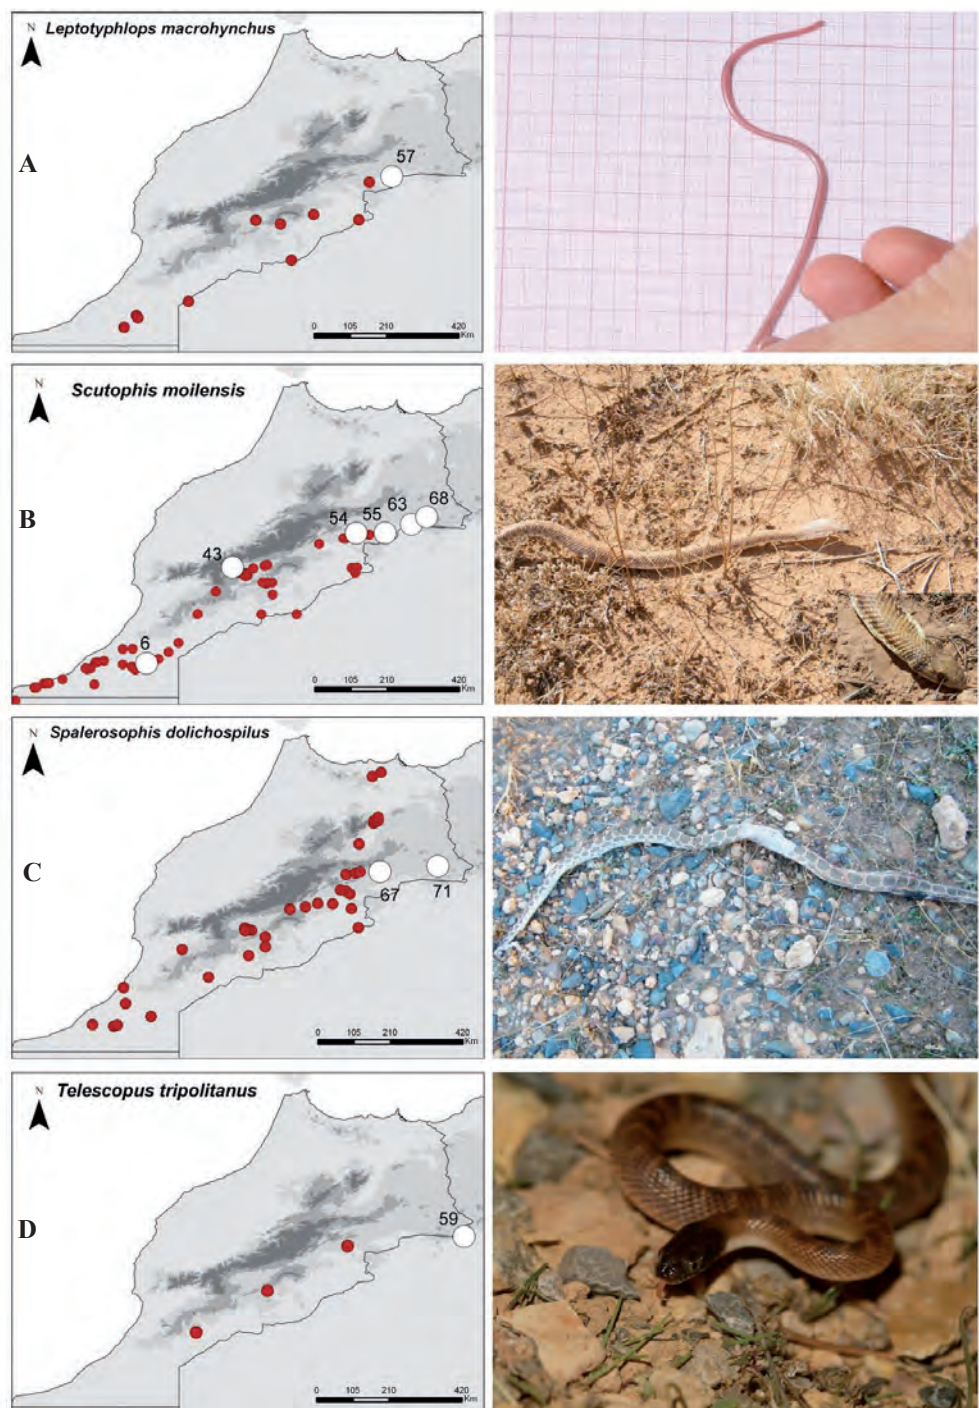 N
Leptotyphlops macrohynchus
A
57
0 105 210 420
Km
N
Scutophis moilensis
B
43
54 55 63 68
6
0 105 210 420
Km
N
Spalerosophis dolichospilus
C
67 71
0 105 210 420
Km
N
Telescopus tripolitanus
D
59
0 105 210 420
Km